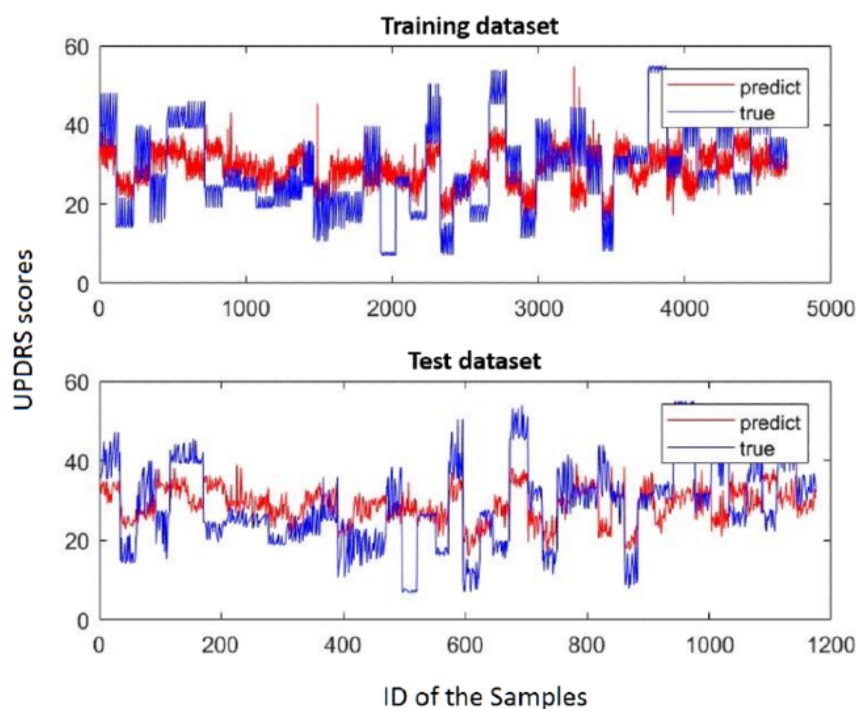 Training dataset
60
40
20
0
predict
true
0 1000 2000 3000 4000 5000
UPDRS scores
Test dataset
60
40
20
0
predict
true
0 200 400 600 800 1000 1200
ID of the Samples